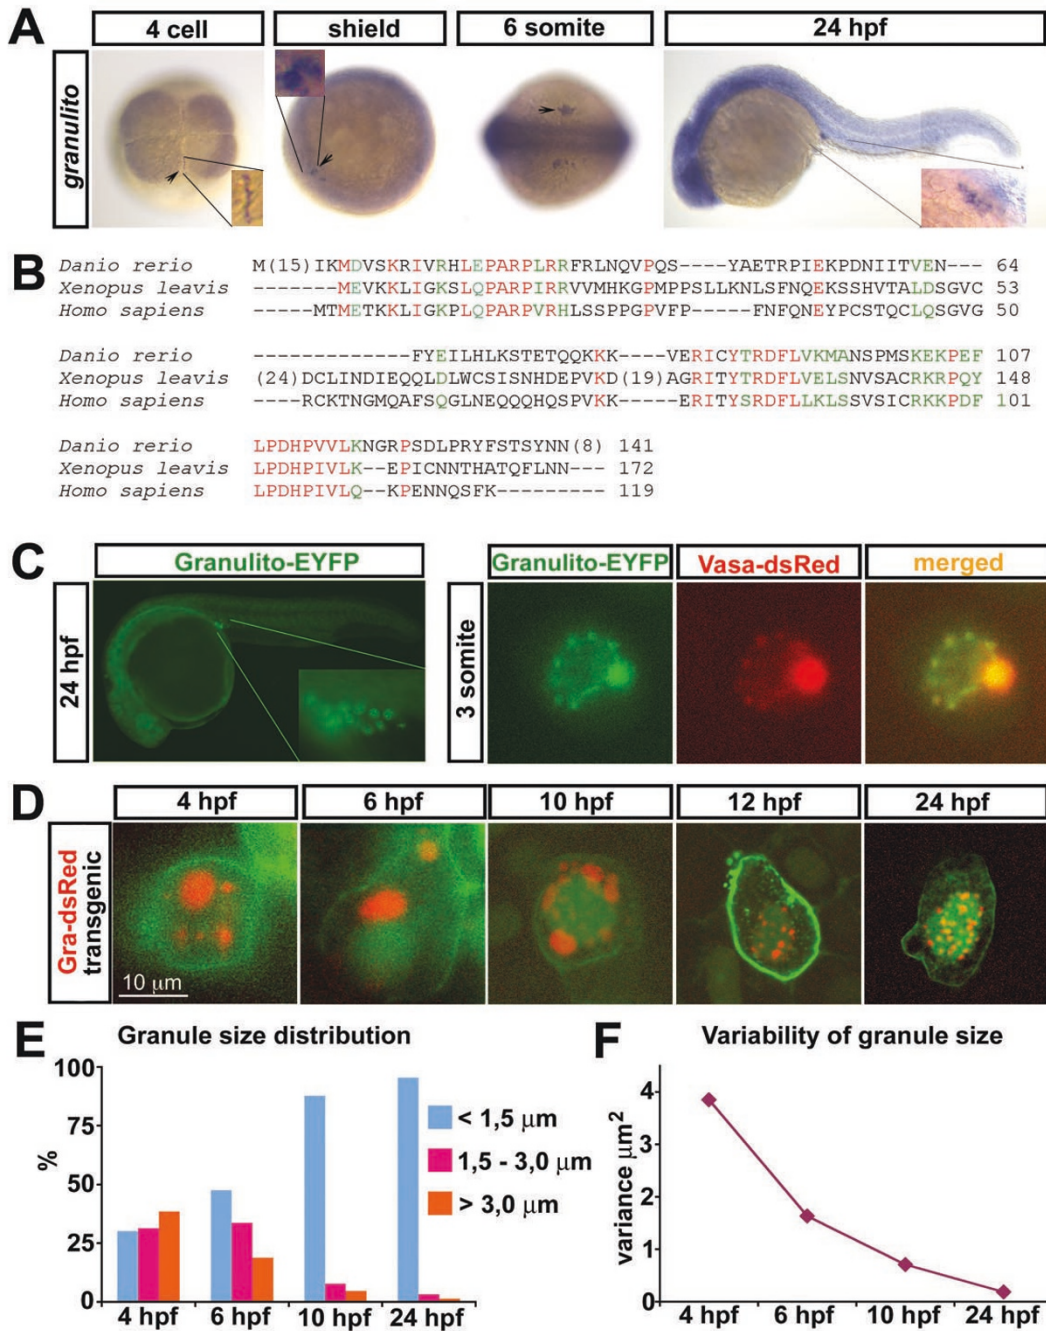 A
4 cell shield 6 somite 24 hpf
granulito
B
Danio rerio M(15)IKMDVSKRIVRHLEPARPLRRFRLNQVPQS----YAETRPIEKPDNIITVEN--- 64
Xenopus leavis -------MEVKKLIGKSLQPARPIRRVVMHKGPMPPSLLKNLSFNQEKSSHVTALDSGVC 53
Homo sapiens ----MTMETKKLIGKPLQPARPVRHLSSPPGPVFP----FNFQNEYPCSTQCLQSGVG 50
Danio rerio -----------FYEILHLKSTETQQKKK----VERICYTRDFLVKMANSPMSKEKPEF 107
Xenopus leavis (24)DCLINDIEQQLDLWCSISNHDEPVKD(19)AGRITYTRDFLVELSNVSACRKRPQY 148
Homo sapiens ----RCKTNGMQAFSQGLNEQQQHQSPVKK----ERITYSRDFLLKLSSVSICRKKPDF 101
Danio rerio LPDHPVVLKNGRPSDLPRYFSTSYNN(8) 141
Xenopus leavis LPDHPIVLK--EPICNNTHATQFLNN--- 172
Homo sapiens LPDHPIVLQ--KPENNQSFK--------- 119
C
Granulito-EYFP Granulito-EYFP Vasa-dsRed merged
24 hpf
3 somite
D
4 hpf 6 hpf 10 hpf 12 hpf 24 hpf
Gra-dsRed
transgenic
10 μm
E Granule size distribution
100
75
50
25
0
%
< 1,5 μm
1,5 - 3,0 μm
> 3,0 μm
4 hpf 6 hpf 10 hpf 24 hpf
F Variability of granule size
4
3
2
1
0
variance μm²
4 hpf 6 hpf 10 hpf 24 hpf